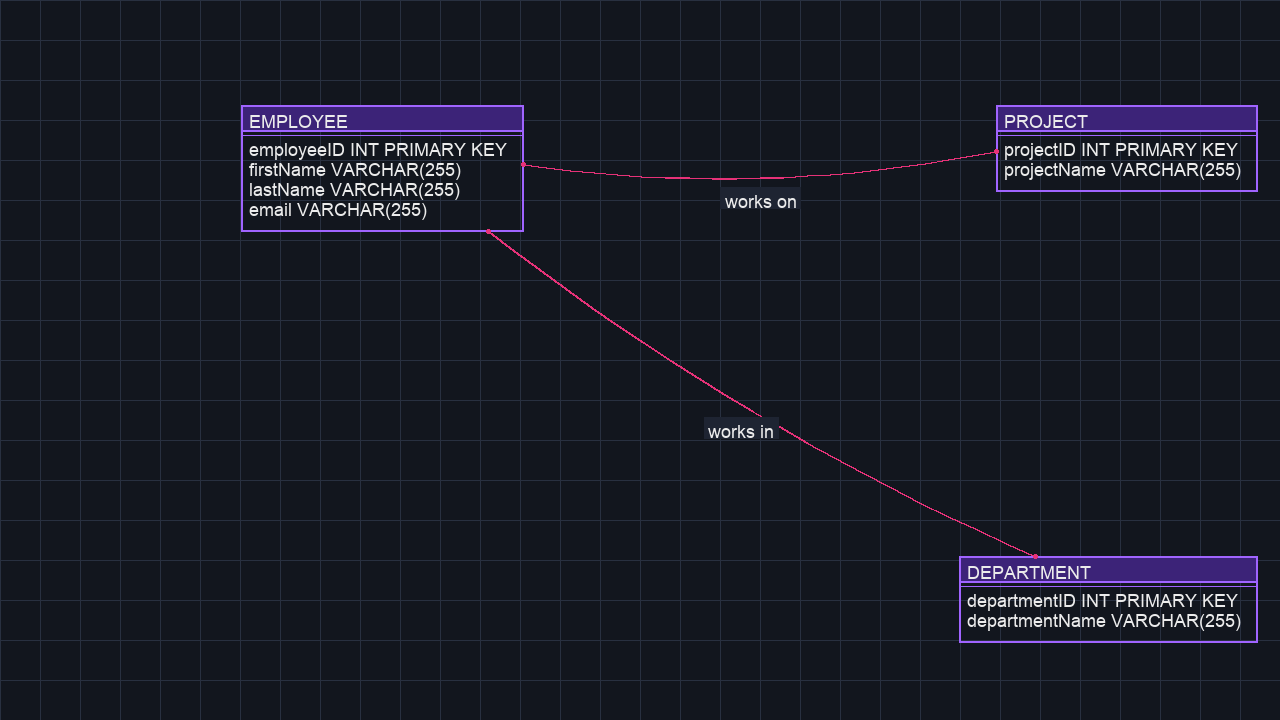 EMPLOYEE
employeeID INT PRIMARY KEY
firstName VARCHAR(255)
lastName VARCHAR(255)
email VARCHAR(255)
PROJECT
projectID INT PRIMARY KEY
projectName VARCHAR(255)
works on
works in
DEPARTMENT
departmentID INT PRIMARY KEY
departmentName VARCHAR(255)